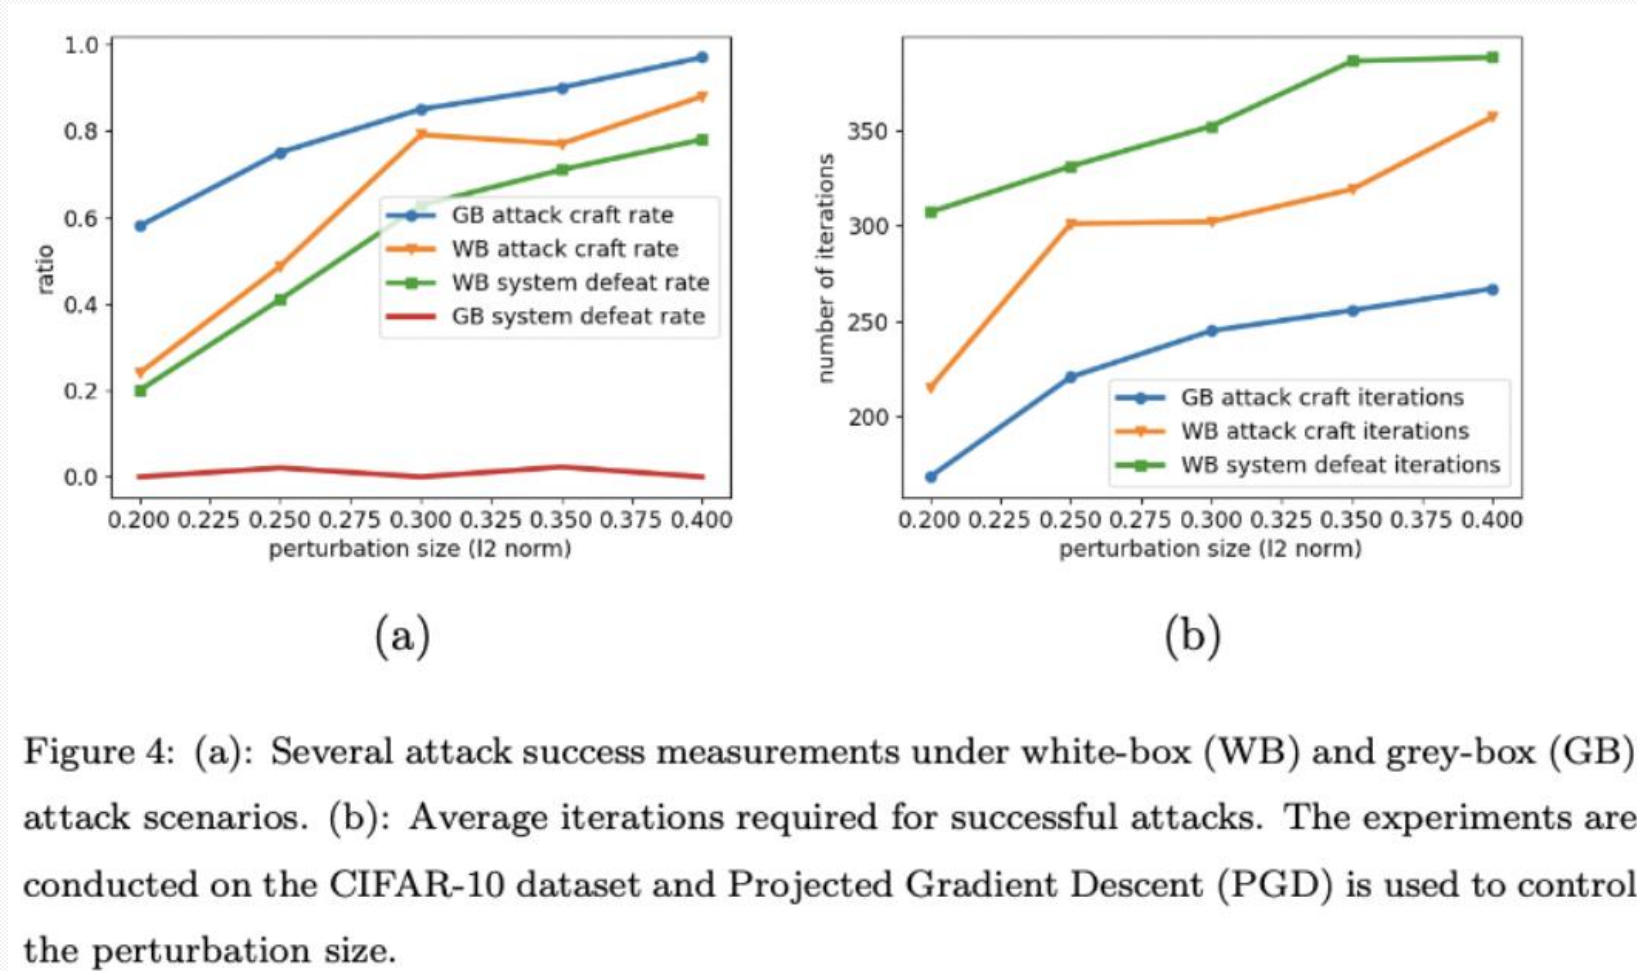 1.0
0.8
0.6
0.4
0.2
0.0
ratio
GB attack craft rate
WB attack craft rate
WB system defeat rate
GB system defeat rate
0.200 0.225 0.250 0.275 0.300 0.325 0.350 0.375 0.400
perturbation size (l2 norm)
(a)
350
300
250
200
number of iterations
GB attack craft iterations
WB attack craft iterations
WB system defeat iterations
0.200 0.225 0.250 0.275 0.300 0.325 0.350 0.375 0.400
perturbation size (l2 norm)
(b)
Figure 4: (a): Several attack success measurements under white-box (WB) and grey-box (GB)
attack scenarios. (b): Average iterations required for successful attacks. The experiments are
conducted on the CIFAR-10 dataset and Projected Gradient Descent (PGD) is used to control
the perturbation size.